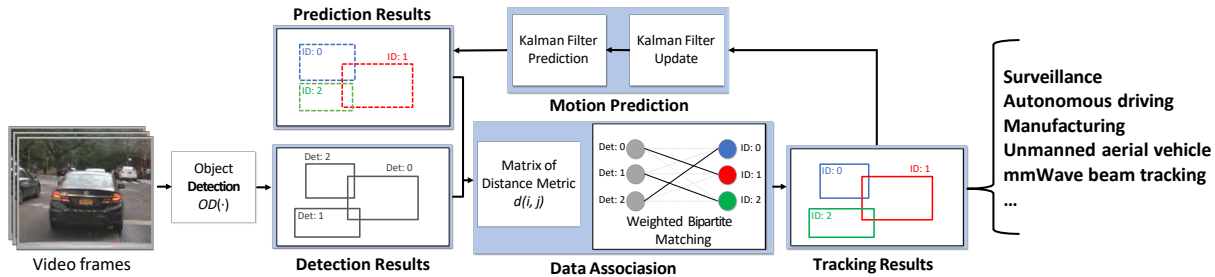 Prediction Results
ID: 0
ID: 1
ID: 2
Kalman Filter
Prediction
Kalman Filter
Update
Motion Prediction
Video frames
Object
Detection
OD(·)
Det: 2
Det: 0
Det: 1
Detection Results
Matrix of
Distance Metric
d(i, j)
Det: 0
Det: 1
Det: 2
ID: 0
ID: 1
ID: 2
Weighted Bipartite
Matching
Data Associasion
ID: 0
ID: 1
ID: 2
Tracking Results
Surveillance
Autonomous driving
Manufacturing
Unmanned aerial vehicle
mmWave beam tracking
...